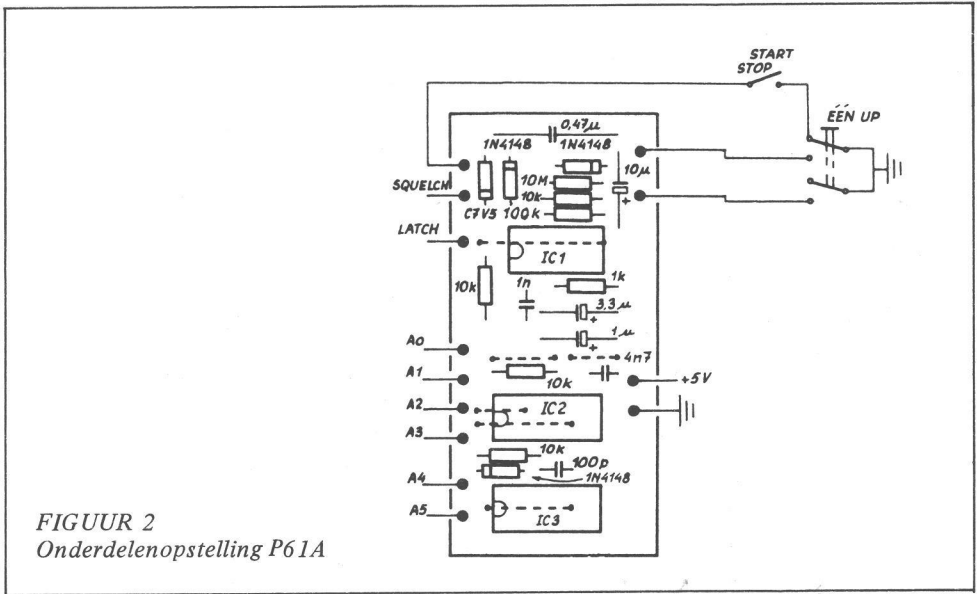 START
STOP
ÉÉN UP
0,47µ
1N4148 1N4148
10µ
+
10M
SQUELCH
10k
C7V5 100k
LATCH
IC1
10k
1n
1k
3,3µ
+
1µ
+
A0
4n7
A1
10k
+5V
A2
IC2
A3
10k
100p
A4
1N4148
A5
IC3
FIGUUR 2
Onderdelenopstelling P61A